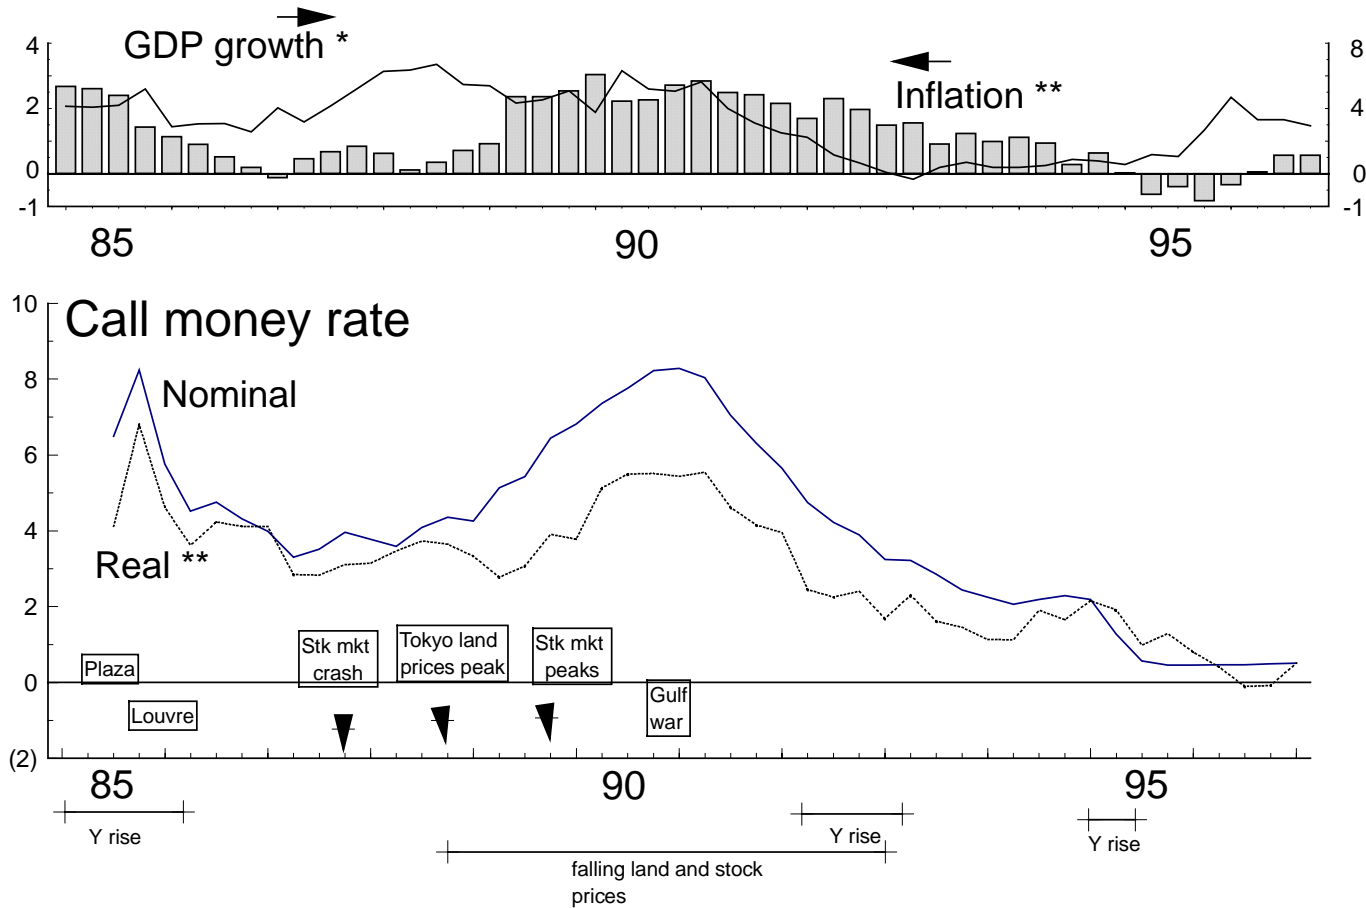 GDP growth *
Inflation **
4
2
0
-1
8
4
0
-1
85
90
95
Call money rate
10
8
6
4
2
0
(2)
Nominal
Real **
Plaza
Louvre
Stk mkt
crash
Tokyo land
prices peak
Stk mkt
peaks
Gulf
war
85
90
95
Y rise
Y rise
Y rise
falling land and stock
prices